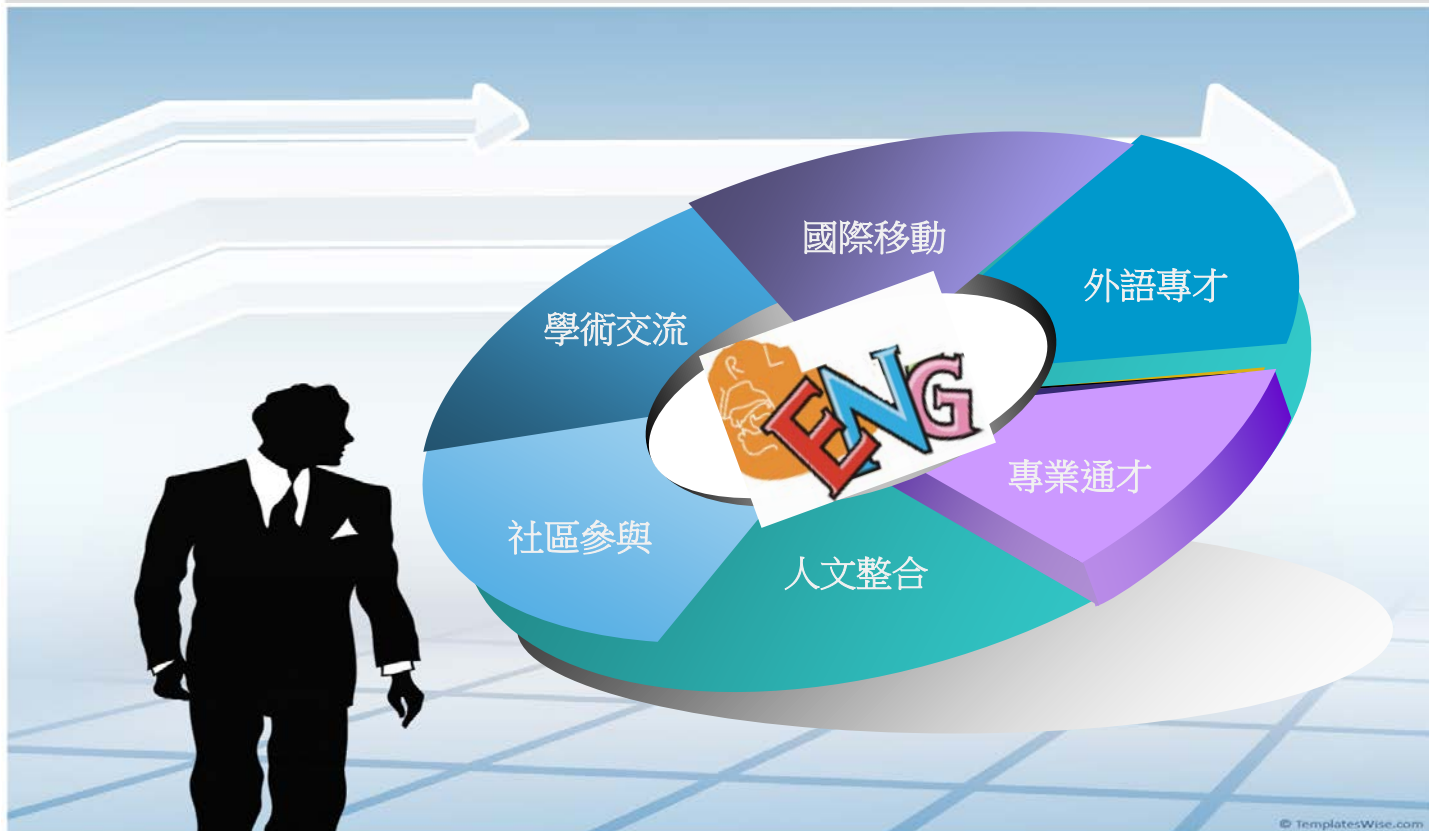 國際移動
外語專才
學術交流
R L
ENG
專業通才
社區參與
人文整合
© TemplatesWise.com